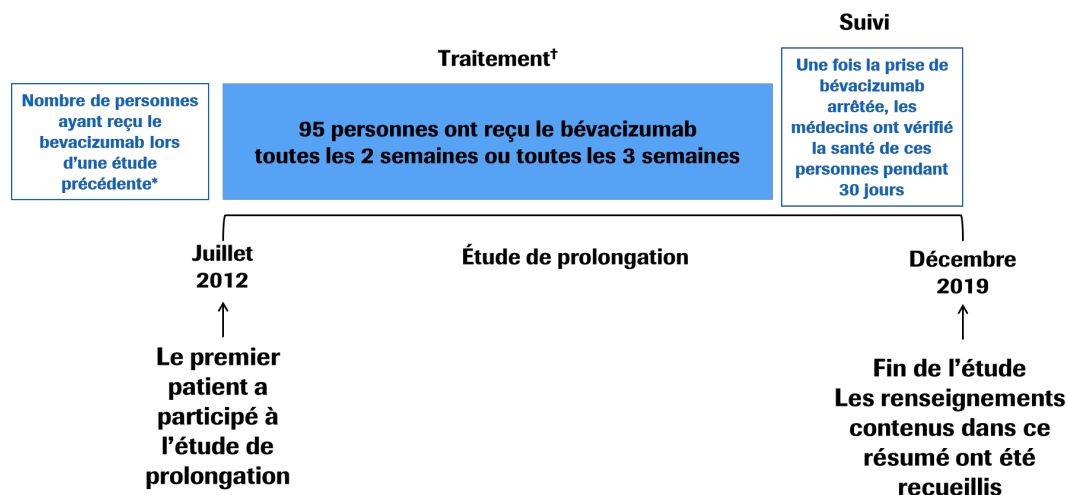 Suivi
Traitement†
Nombre de personnes
ayant reçu le
bevacizumab lors
d'une étude
précédente*
95 personnes ont reçu le bévacizumab
toutes les 2 semaines ou toutes les 3 semaines
Une fois la prise de
bévacizumab
arrêtée, les
médecins ont vérifié
la santé de ces
personnes pendant
30 jours
Juillet
2012
Étude de prolongation
Décembre
2019
Le premier
patient a
participé à
l'étude de
prolongation
Fin de l'étude
Les renseignements
contenus dans ce
résumé ont été
recueillis